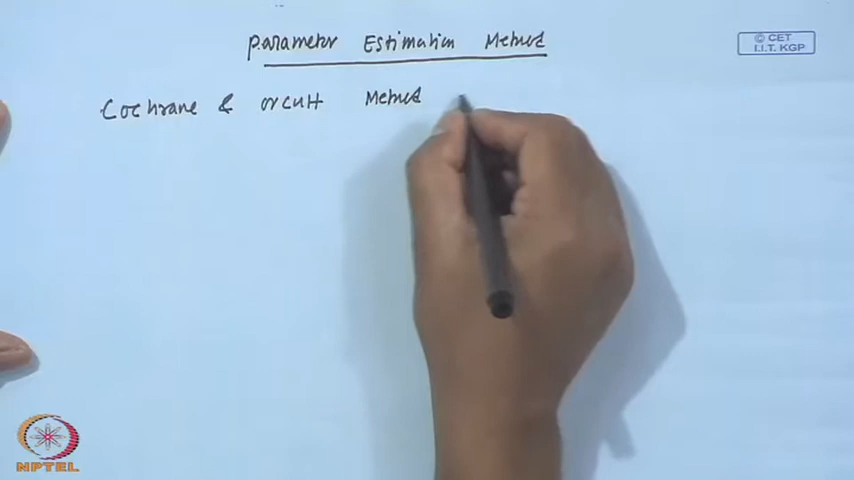 Parameter Estimation Method
© CET
I.I.T. KGP
Cochrane & orcutt Method
NPTEL